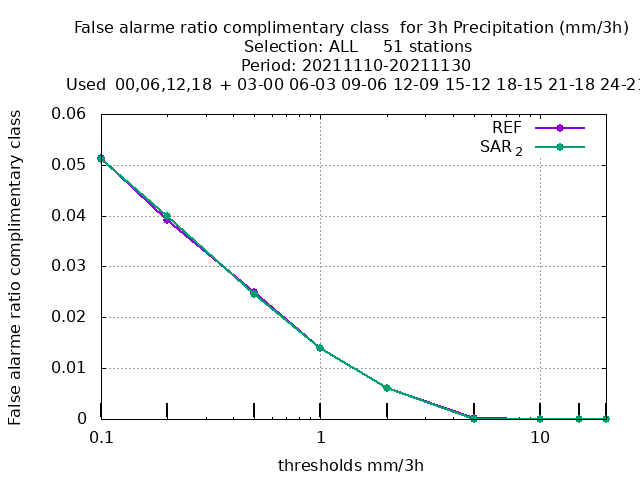 False alarme ratio complimentary class  for 3h Precipitation (mm/3h)
Selection: ALL     51 stations
Period: 20211110-20211130
Used  00,06,12,18  + 03-00 06-03 09-06 12-09 15-12 18-15 21-18 24-21
REF
SAR 2
0.06
0.05
0.04
0.03
0.02
0.01
0
False alarme ratio complimentary class
0.1
1
10
thresholds mm/3h